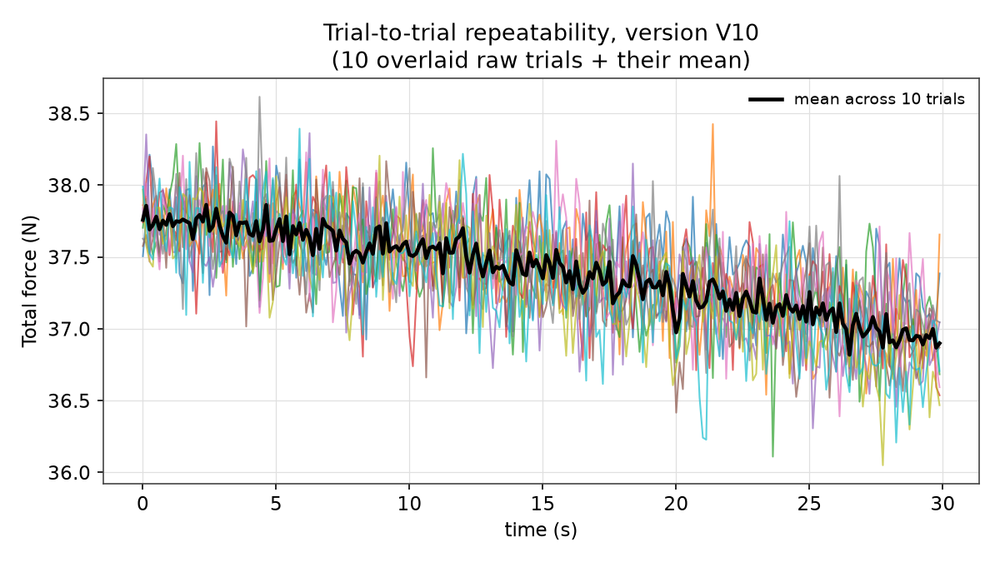 Trial-to-trial repeatability, version V10
(10 overlaid raw trials + their mean)
mean across 10 trials
Total force (N)
38.5
38.0
37.5
37.0
36.5
36.0
0 5 10 15 20 25 30
time (s)